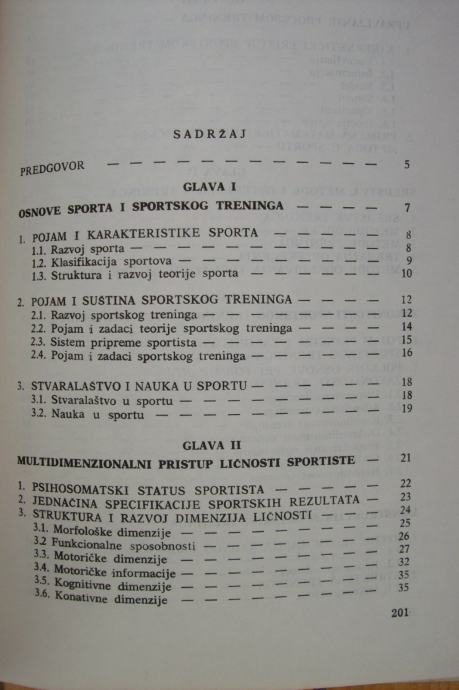 SADRŽAJ
PREDGOVOR — — — — — — — — — — — — — 5
GLAVA I
OSNOVE SPORTA I SPORTSKOG TRENINGA — — — — 7
1. POJAM I KARAKTERISTIKE SPORTA — — — — — 8
1.1. Razvoj sporta — — — — — — — — — — — 8
1.2. Klasifikacija sportova — — — — — — — — — 9
1.3. Struktura i razvoj teorije sporta — — — — — — 10
2. POJAM I SUŠTINA SPORTSKOG TRENINGA — — — — 12
2.1. Razvoj sportskog treninga — — — — — — — — 12
2.2. Pojam i zadaci teorije sportskog treninga — — — — 14
2.3. Sistem pripreme sportista — — — — — — — — 15
2.4. Pojam i zadaci sportskog treninga — — — — — — 16
3. STVARALAŠTVO I NAUKA U SPORTU — — — — — — 18
3.1. Stvaralaštvo u sportu — — — — — — — — — 18
3.2. Nauka u sportu — — — — — — — — — — 19
GLAVA II
MULTIDIMENZIONALNI PRISTUP LIČNOSTI SPORTISTE — 21
1. PSIHOSOMATSKI STATUS SPORTISTA — — — — — 22
2. JEDNAČINA SPECIFIKACIJE SPORTSKIH REZULTATA — 23
3. STRUKTURA I RAZVOJ DIMENZIJA LIČNOSTI — — — 24
3.1. Morfološke dimenzije — — — — — — — — 25
3.2 Funkcionalne sposobnosti — — — — — — — 26
3.3. Motoričke dimenzije — — — — — — — — 27
3.4. Motoričke informacije — — — — — — — — 32
3.5. Kognitivne dimenzije — — — — — — — — 35
3.6. Konativne dimenzije — — — — — — — — 35
201